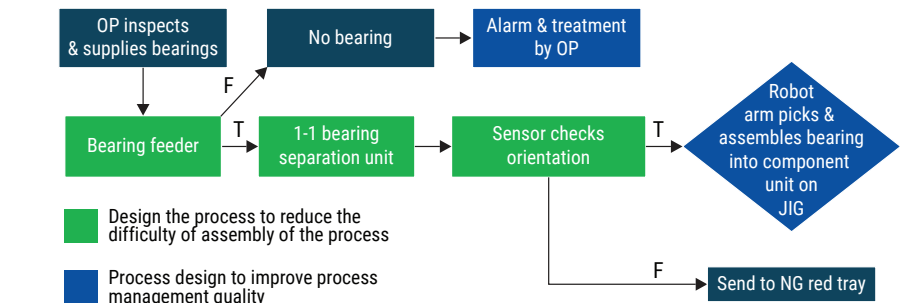 OP inspects
& supplies bearings
No bearing
Alarm & treatment
by OP
F
Bearing feeder
T
1-1 bearing
separation unit
Sensor checks
orientation
T
Robot
arm picks &
assembles bearing
into component
unit on
JIG
Design the process to reduce the
difficulty of assembly of the process
F
Send to NG red tray
Process design to improve process
management quality